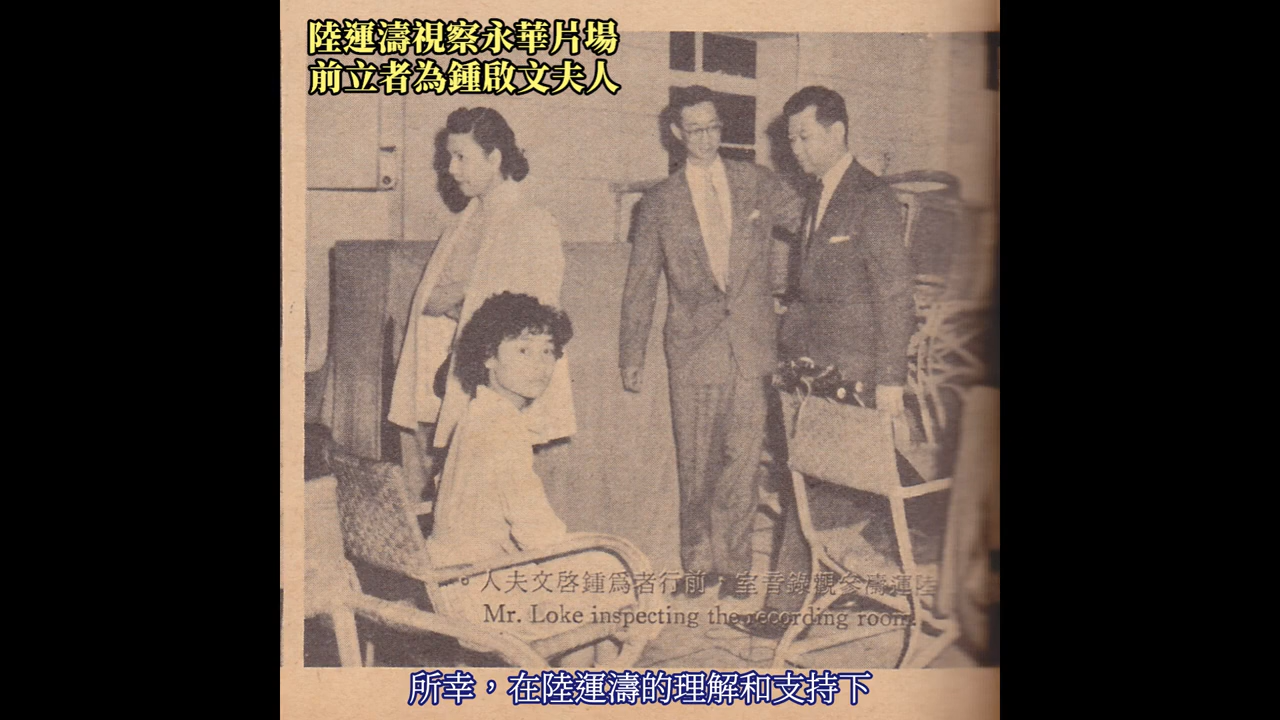 陸運濤視察永華片場
前立者為鍾啟文夫人
人夫文啓鍾爲者行前，室音錄觀參濤運陸
Mr. Loke inspecting the recording room.
所幸，在陸運濤的理解和支持下